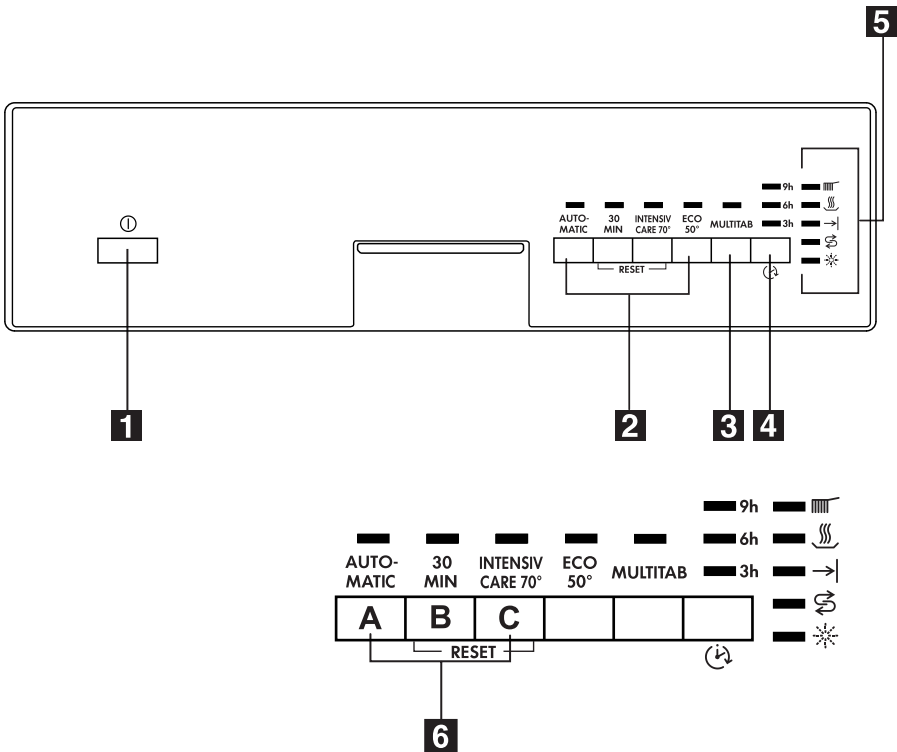 5
9h
6h
3h
AUTO-
MATIC
30
MIN
INTENSIV
CARE 70°
ECO
50°
MULTITAB
RESET
1
2
3
4
9h
6h
3h
AUTO-
MATIC
30
MIN
INTENSIV
CARE 70°
ECO
50°
MULTITAB
A B C
RESET
6